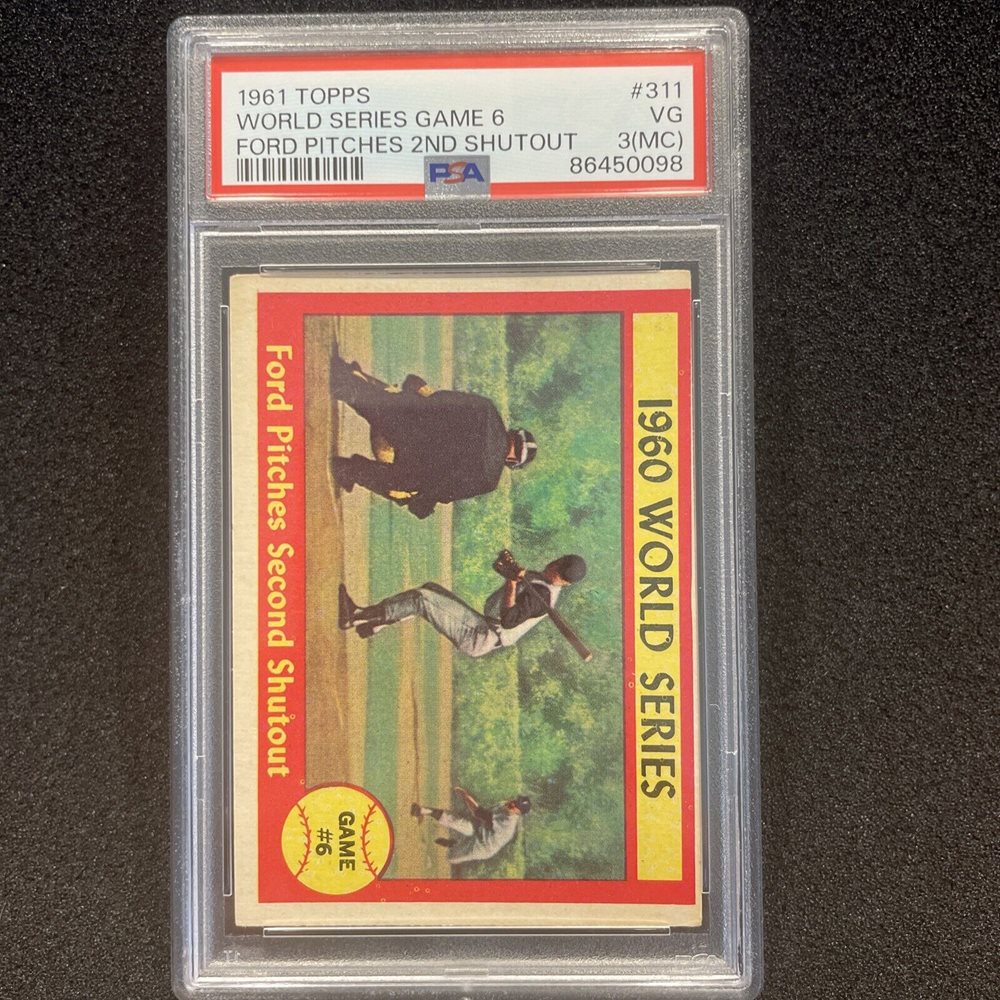 1961 TOPPS #311
WORLD SERIES GAME 6 VG
FORD PITCHES 2ND SHUTOUT 3(MC)
86450098
PSA
1960 WORLD SERIES
Ford Pitches Second Shutout
GAME
#6